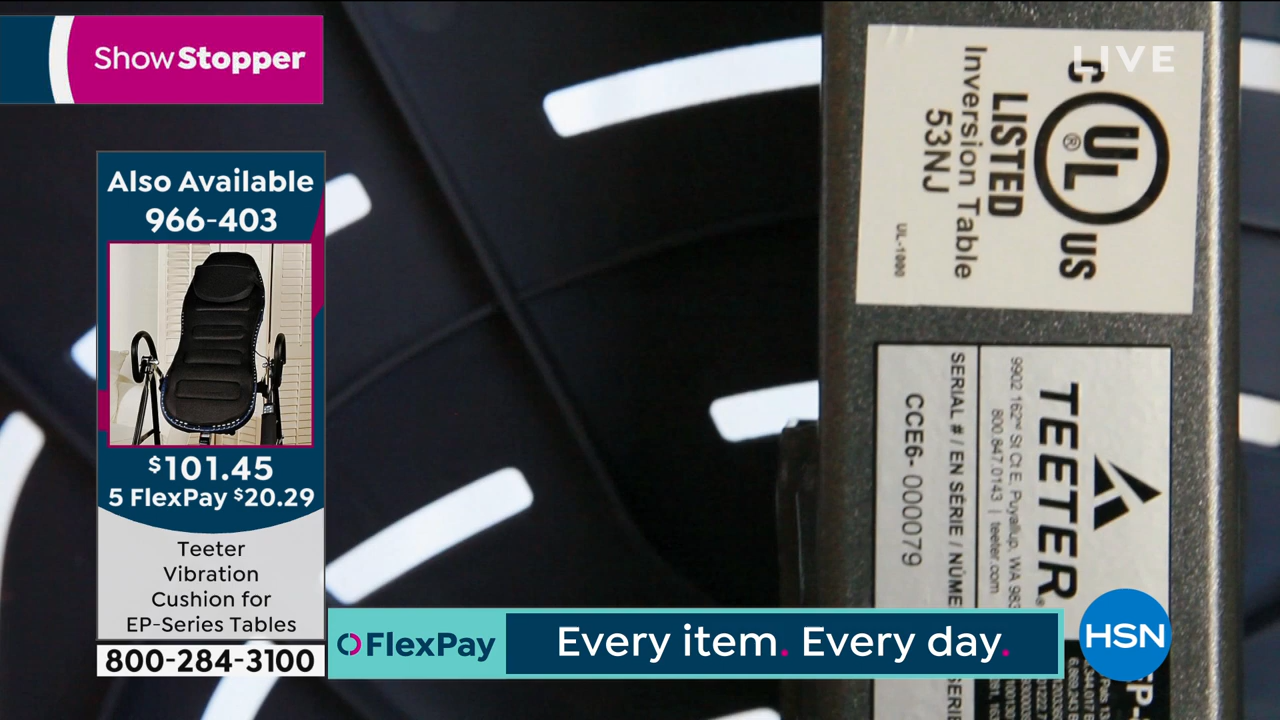 Show Stopper
Also Available
966-403
$101.45
5 FlexPay $20.29
Teeter
Vibration
Cushion for
EP-Series Tables
800-284-3100
FlexPay
Every item. Every day.
HSN
LIVE
C UL US
®
LISTED
Inversion Table
53NJ
UL-1000
TEETER®
9902 162nd St Ct E, Puyallup, WA
800.847.0143 | teeter.com
SERIAL # / EN SÉRIE /
CCE6- 000079